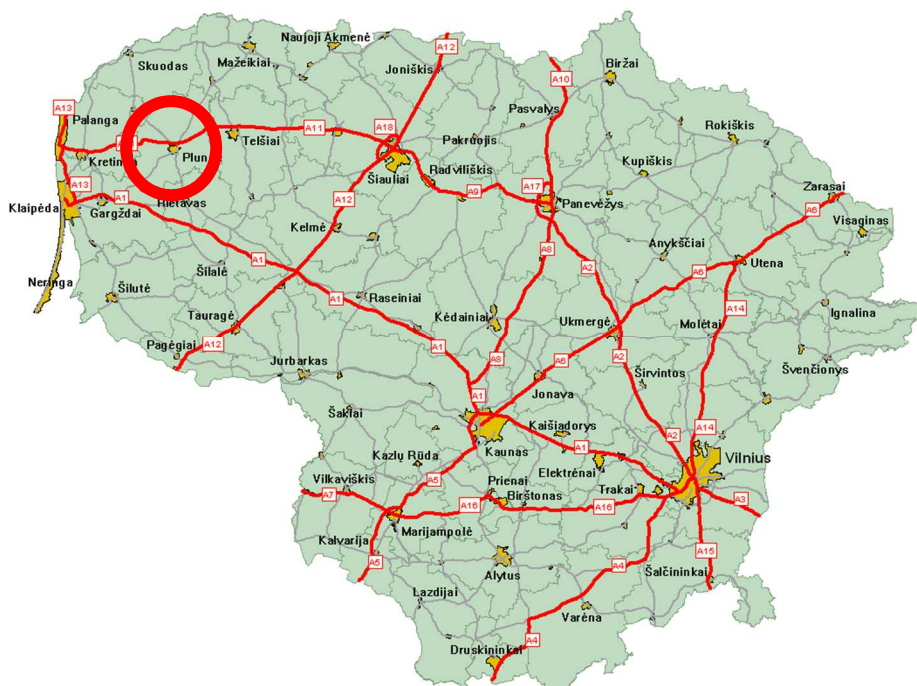 A12
Naujoji Akmenė
Skuodas
Mažeikiai
Joniškis
A10
Biržai
A13
Palanga
Pasvalys
A11
A18
Telšiai
Pakruojis
Rokiškis
Kretinga
Plun
Šiauliai
Radviliškis
Kupiškis
A13
A1
A9
A17
Zarasai
Klaipėda
Gargždai
Rietavas
A12
Panevėžys
A6
Visaginas
Kelmė
A8
Anykščiai
A1
Šilalė
A2
A6
Utena
Neringa
Šilutė
A1
Raseiniai
A14
Ignalina
Tauragė
Kėdainiai
Ukmergė
Molėtai
Pagėgiai
A12
A1
A8
A6
A2
Švenčionys
Jurbarkas
A1
Jonava
Širvintos
Šakiai
Kaišiadorys
A2
A14
Kaunas
A1
Vilnius
Kazlų Rūda
Elektrėnai
Vilkaviškis
A5
Prienai
Trakai
A7
Birštonas
A3
A16
A16
Marijampolė
Kalvarija
A5
A15
Alytus
A4
Šalčininkai
Lazdijai
Varėna
A4
Druskininkai